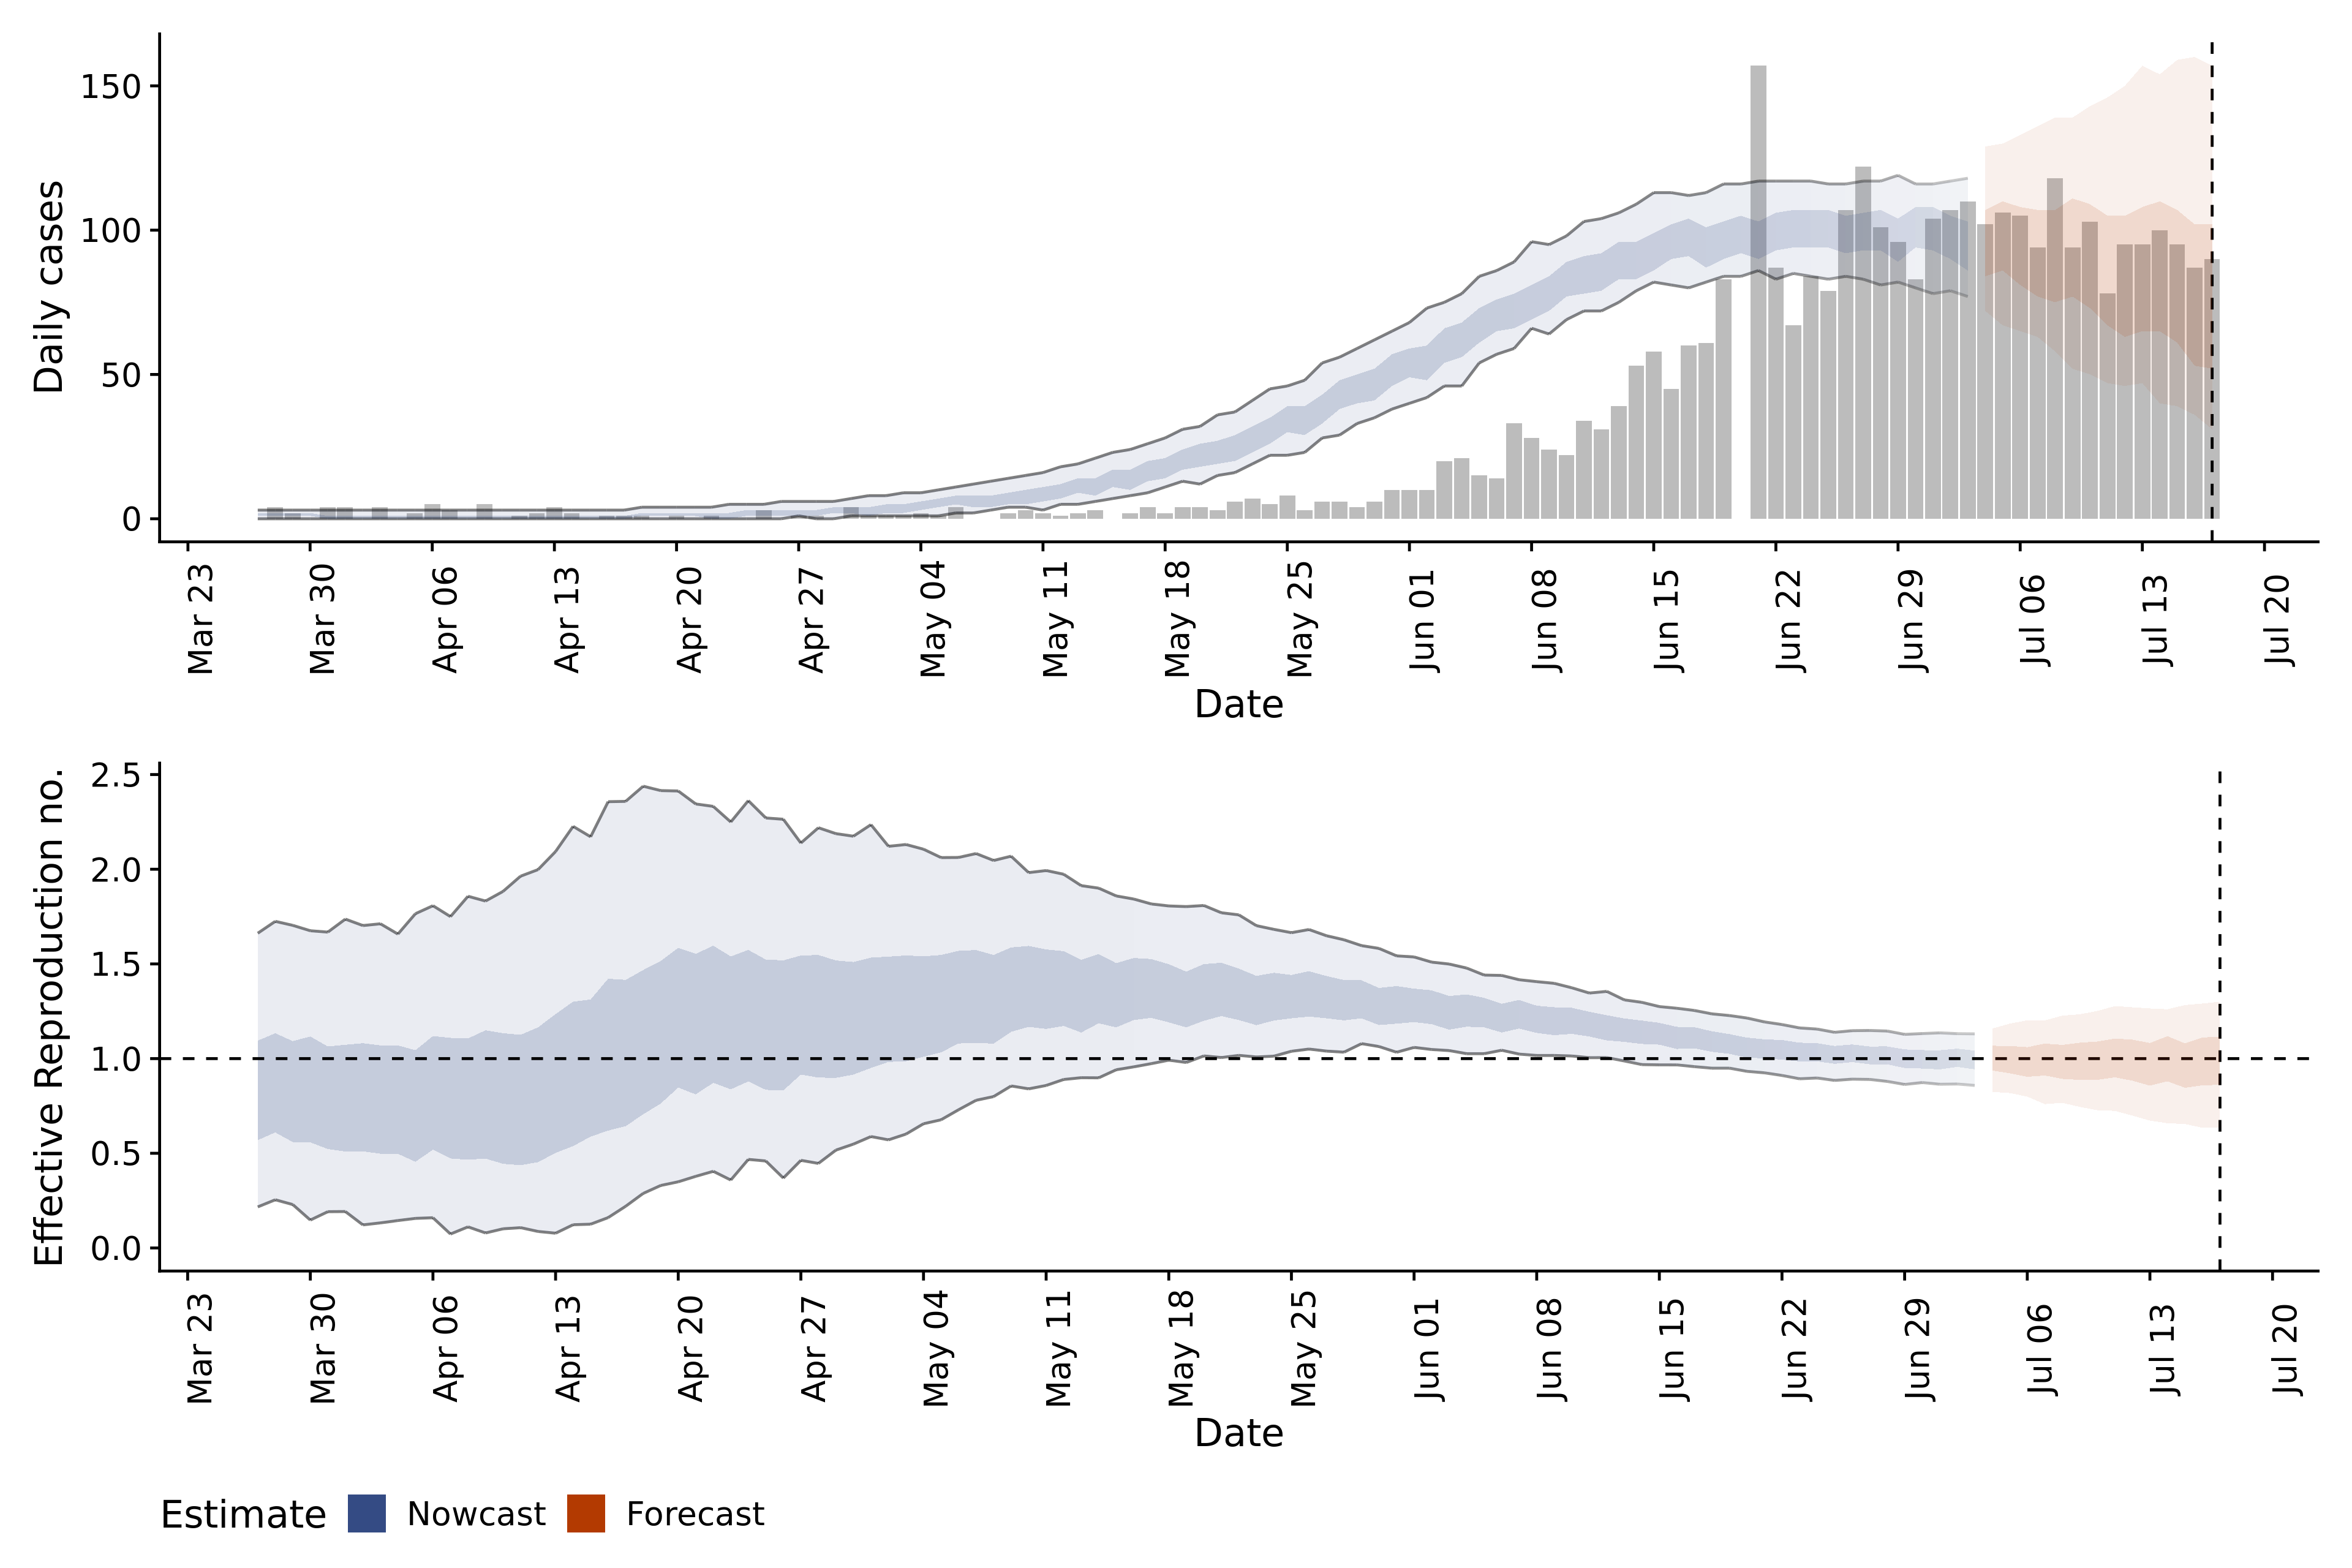 Daily cases
150
100
50
0
Mar 23
Mar 30
Apr 06
Apr 13
Apr 20
Apr 27
May 04
May 11
May 18
May 25
Jun 01
Jun 08
Jun 15
Jun 22
Jun 29
Jul 06
Jul 13
Jul 20
Date
Effective Reproduction no.
2.5
2.0
1.5
1.0
0.5
0.0
Mar 23
Mar 30
Apr 06
Apr 13
Apr 20
Apr 27
May 04
May 11
May 18
May 25
Jun 01
Jun 08
Jun 15
Jun 22
Jun 29
Jul 06
Jul 13
Jul 20
Date
Estimate Nowcast Forecast